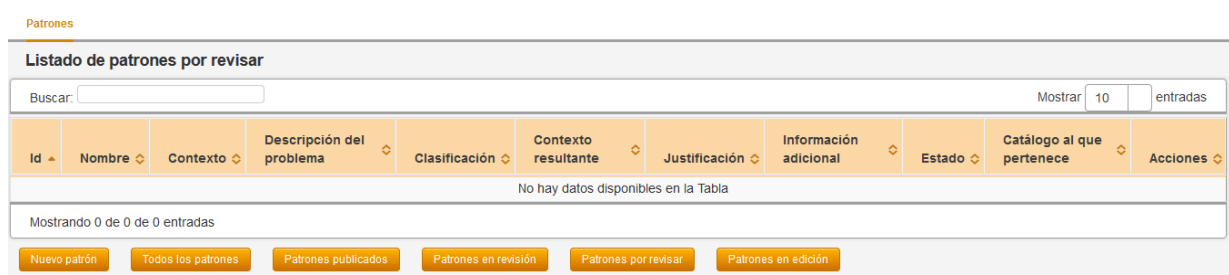 Patrones
Listado de patrones por revisar
Buscar:
Mostrar 10 entradas
Id Nombre Contexto Descripción del problema Clasificación Contexto resultante Justificación Información adicional Estado Catálogo al que pertenece Acciones
No hay datos disponibles en la Tabla
Mostrando 0 de 0 de 0 entradas
Nuevo patrón Todos los patrones Patrones publicados Patrones en revisión Patrones por revisar Patrones en edición